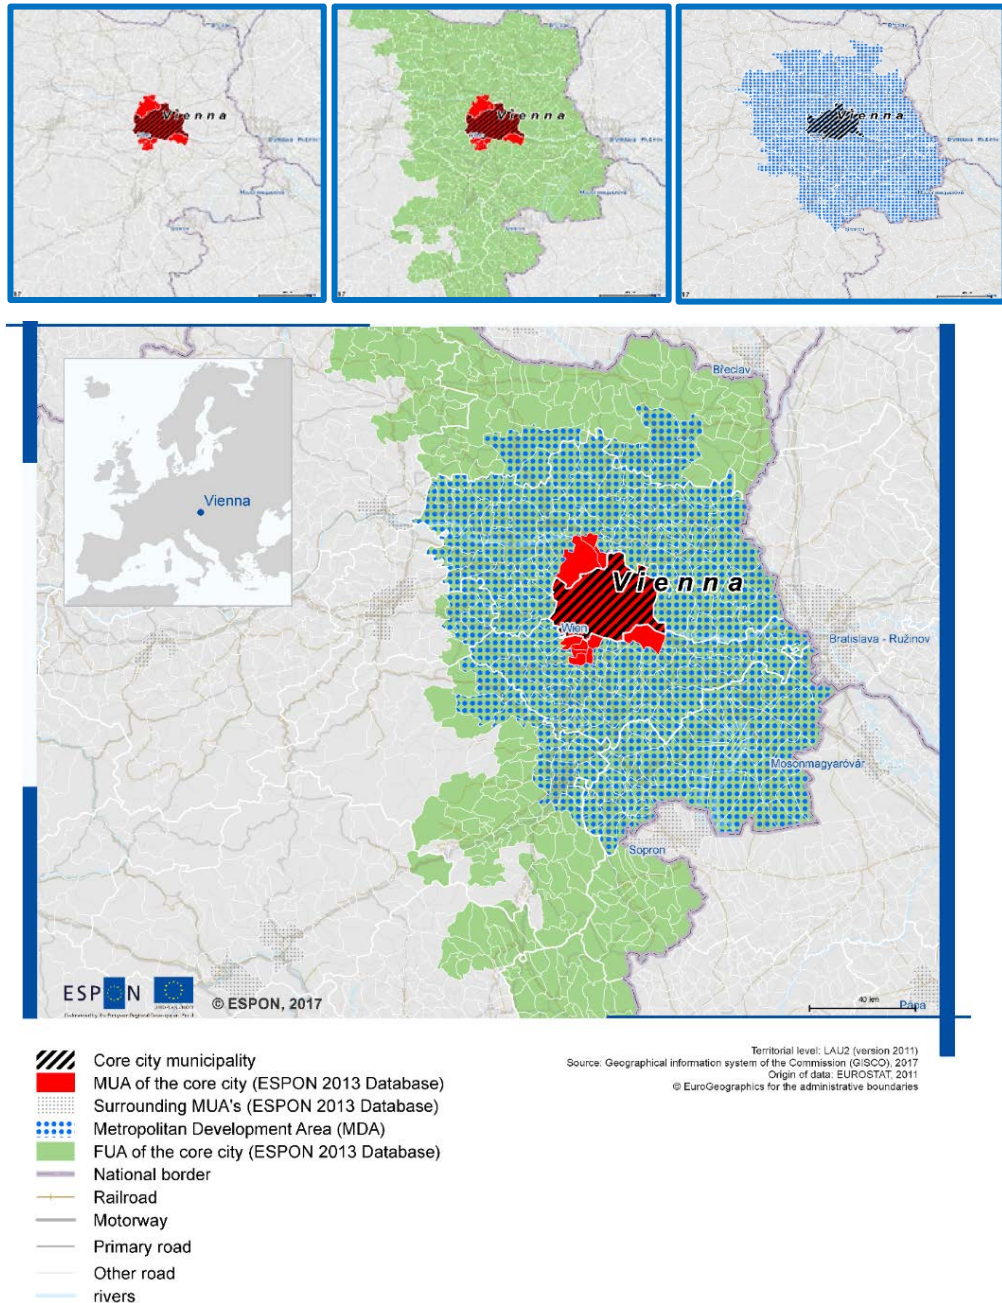 Vienna
Wien
Vienna
Wien
Vienna
Břeclav
Vienna
Vienna
Wien
Bratislava - Ružinov
Mosonmagyaróvár
Sopron
ESPON
© ESPON, 2017
40 km
Pápa
Core city municipality
MUA of the core city (ESPON 2013 Database)
Surrounding MUA's (ESPON 2013 Database)
Metropolitan Development Area (MDA)
FUA of the core city (ESPON 2013 Database)
National border
Railroad
Motorway
Primary road
Other road
rivers
Territorial level: LAU2 (version 2011)
Source: Geographical information system of the Commission (GISCO), 2017
Origin of data: EUROSTAT, 2011
© EuroGeographics for the administrative boundaries